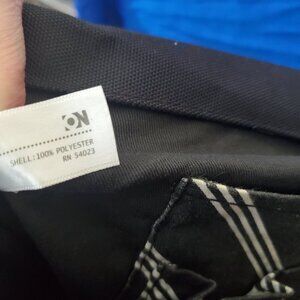 ON
SHELL: 100% POLYESTER
RN 54023